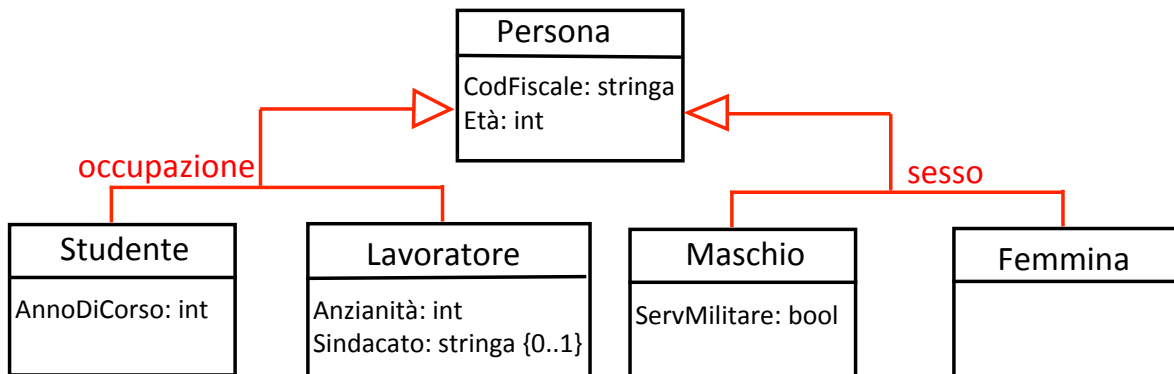 Persona
CodFiscale: stringa
Età: int
occupazione
sesso
Studente
AnnoDiCorso: int
Lavoratore
Anzianità: int
Sindacato: stringa {0..1}
Maschio
ServMilitare: bool
Femmina